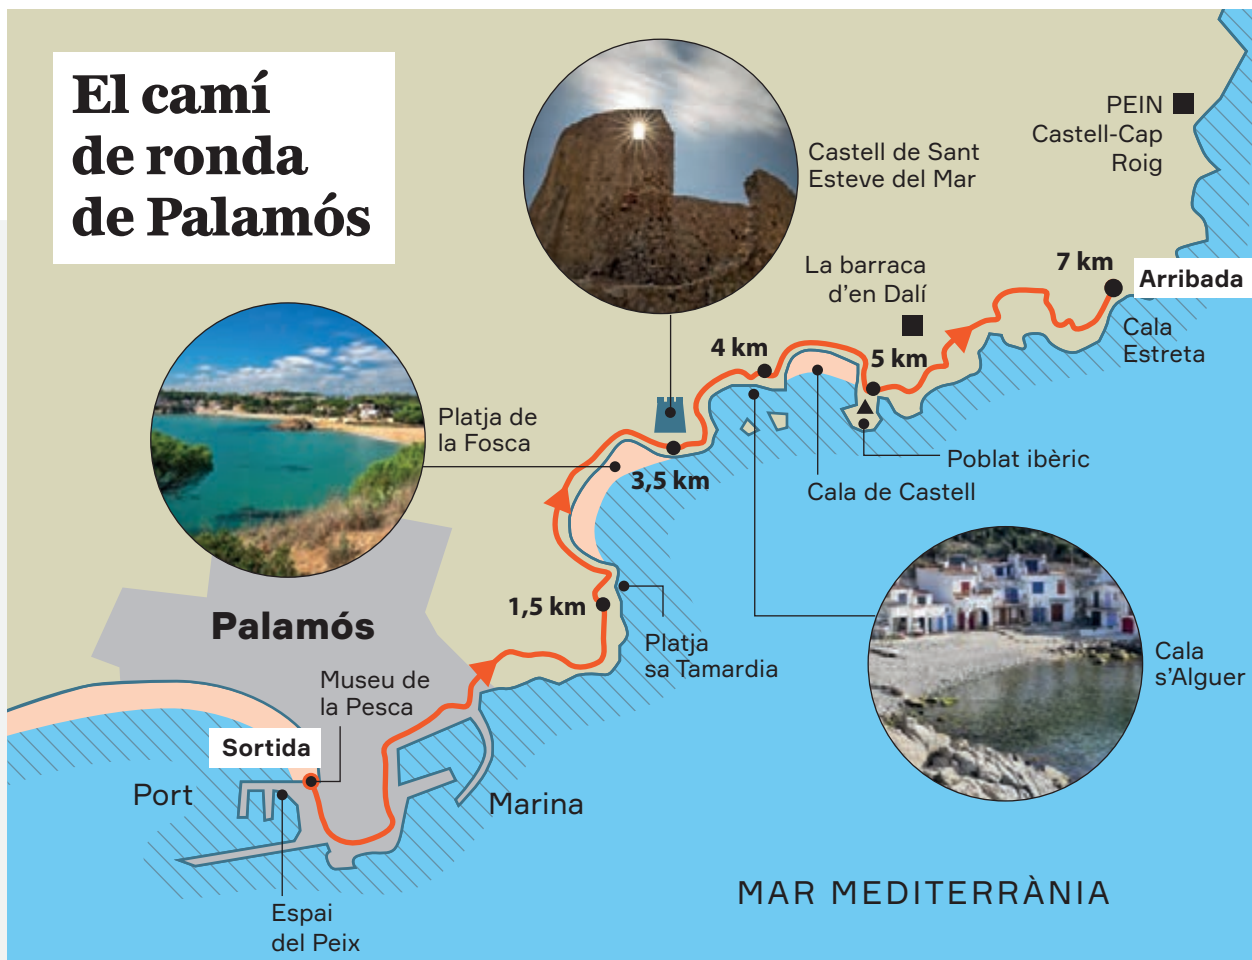 El camí
de ronda
de Palamós
PEIN
Castell-Cap
Roig
Castell de Sant
Esteve del Mar
La barraca
d'en Dalí
7 km
Arribada
Cala
Estreta
4 km
5 km
Platja de
la Fosca
3,5 km
Poblat ibèric
Cala de Castell
1,5 km
Palamós
Platja
sa Tamardia
Cala
s'Alguer
Museu de
la Pesca
Sortida
Port
Marina
MAR MEDITERRÀNIA
Espai
del Peix